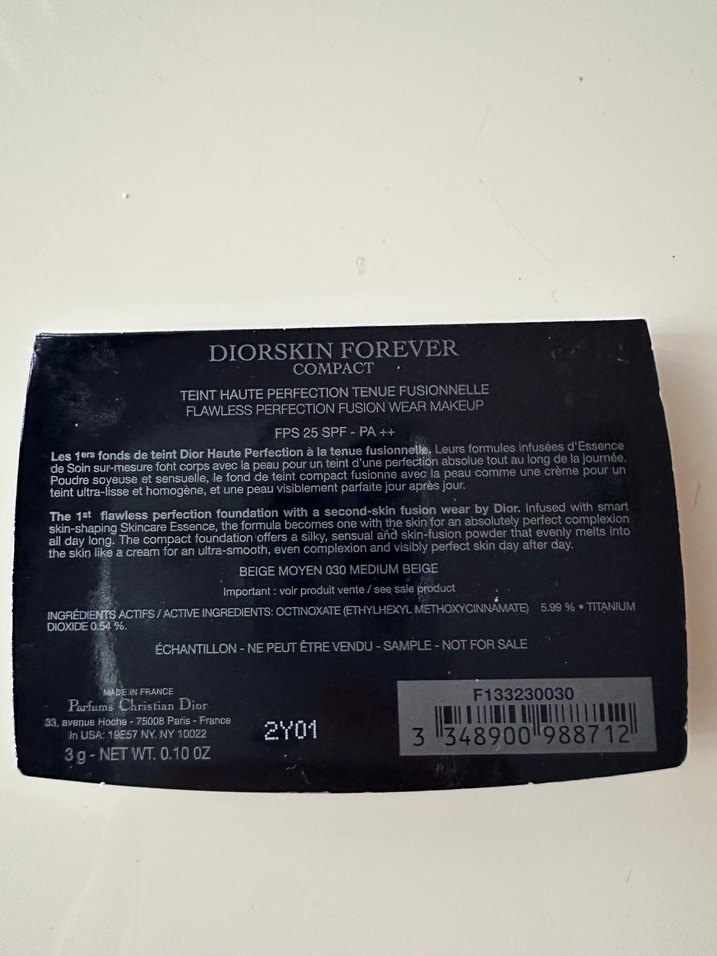 DIORSKIN FOREVER
COMPACT
TEINT HAUTE PERFECTION TENUE FUSIONNELLE
FLAWLESS PERFECTION FUSION WEAR MAKEUP
FPS 25 SPF - PA ++
Les 1ers fonds de teint Dior Haute Perfection à la tenue fusionnelle. Leurs formules infusées d'Essence
de Soin sur-mesure font corps avec la peau pour un teint d'une perfection absolue tout au long de la journée.
Poudre soyeuse et sensuelle, le fond de teint compact fusionne avec la peau comme une crème pour un
teint ultra-lisse et homogène, et une peau visiblement parfaite jour après jour.
The 1st flawless perfection foundation with a second-skin fusion wear by Dior. Infused with smart
skin-shaping Skincare Essence, the formula becomes one with the skin for an absolutely perfect complexion
all day long. The compact foundation offers a silky, sensual and skin-fusion powder that evenly melts into
the skin like a cream for an ultra-smooth, even complexion and visibly perfect skin day after day.
BEIGE MOYEN 030 MEDIUM BEIGE
Important : voir produit vente / see sale product
INGRÉDIENTS ACTIFS / ACTIVE INGREDIENTS: OCTINOXATE (ETHYLHEXYL METHOXYCINNAMATE) 5.99 % • TITANIUM
DIOXIDE 0.54 %.
ÉCHANTILLON - NE PEUT ÊTRE VENDU - SAMPLE - NOT FOR SALE
MADE IN FRANCE
Parfums Christian Dior
33, avenue Hoche - 75008 Paris - France
In USA: 19E57 NY. NY 10022
3 g - NET WT. 0.10 OZ
2Y01
F133230030
3 348900 988712